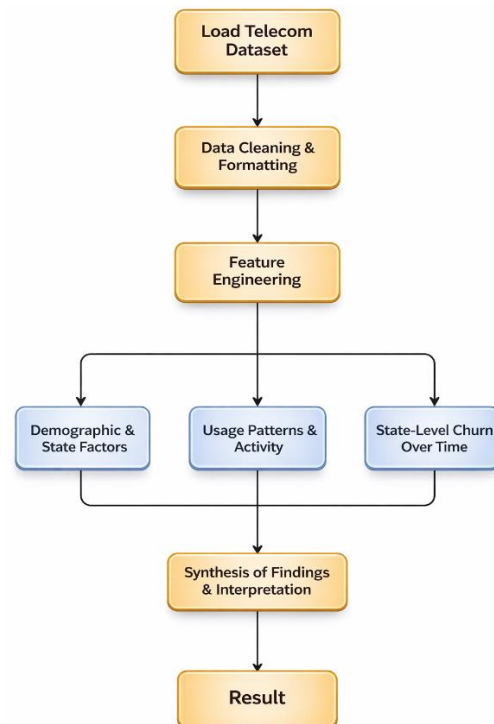 Load Telecom
Dataset
Data Cleaning &
Formatting
Feature
Engineering
Demographic &
State Factors
Usage Patterns &
Activity
State-Level Churn
Over Time
Synthesis of Findings
& Interpretation
Result